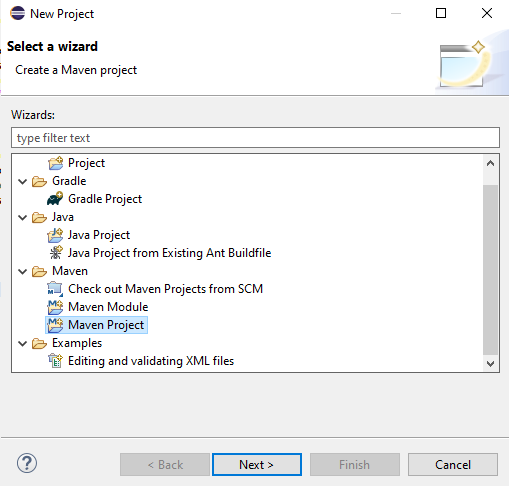 New Project
Select a wizard
Create a Maven project
Wizards:
type filter text
Project
Gradle
Gradle Project
Java
Java Project
Java Project from Existing Ant Buildfile
Maven
Check out Maven Projects from SCM
Maven Module
Maven Project
Examples
Editing and validating XML files
? < Back Next > Finish Cancel